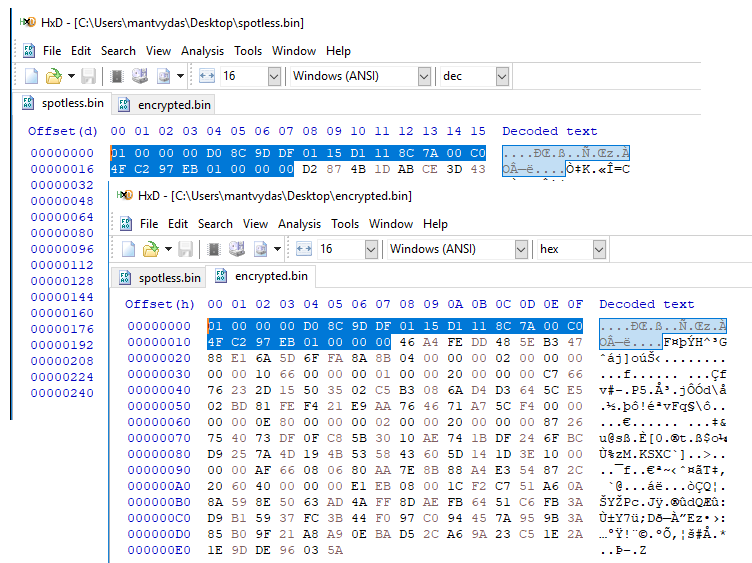 HxD - [C:\Users\mantvydas\Desktop\spotless.bin]
File Edit Search View Analysis Tools Window Help
16 Windows (ANSI) dec
spotless.bin encrypted.bin
Offset(d) 00 01 02 03 04 05 06 07 08 09 10 11 12 13 14 15 Decoded text
00000000 01 00 00 00 D0 8C 9D DF 01 15 D1 11 8C 7A 00 C0 ....ÐŒ.ß..Ñ.Œz.À
00000016 4F C2 97 EB 01 00 00 00 D2 87 4B 1D AB CE 3D 43 OÂ—ë....Ò‡K.«Î=C
00000032
00000048
00000064
00000080
00000096
00000112
00000128
00000144
00000160
00000176
00000192
00000208
00000224
00000240
HxD - [C:\Users\mantvydas\Desktop\encrypted.bin]
File Edit Search View Analysis Tools Window Help
16 Windows (ANSI) hex
spotless.bin encrypted.bin
Offset(h) 00 01 02 03 04 05 06 07 08 09 0A 0B 0C 0D 0E 0F Decoded text
00000000 01 00 00 00 D0 8C 9D DF 01 15 D1 11 8C 7A 00 C0 ....ÐŒ.ß..Ñ.Œz.À
00000010 4F C2 97 EB 01 00 00 00 46 A4 FE DD 48 5E B3 47 OÂ—ë....F¤þÝH^³G
00000020 88 E1 6A 5D 6F FA 8A 8B 04 00 00 00 02 00 00 00 ˆáj]oúŠ‹........
00000030 00 00 10 66 00 00 00 01 00 00 20 00 00 00 C7 66 ...f...... ...Çf
00000040 76 23 2D 15 50 35 02 C5 B3 08 6A D4 D3 64 5C E5 v#-.P5.Å³.jÔÓd\å
00000050 02 BD 81 FE F4 21 E9 AA 76 46 71 A7 5C F4 00 00 .½.þô!éªvFq§\ô..
00000060 00 00 0E 80 00 00 00 02 00 00 20 00 00 00 87 26 ...€...... ...‡&
00000070 75 40 73 DF 0F C8 5B 30 10 AE 74 1B DF 24 6F BC u@sß.È[0.®t.ß$o¼
00000080 D9 25 7A 4D 19 4B 53 58 43 60 5D 14 1D 3E 10 00 Ù%zM.KSXC`]..>..
00000090 00 00 AF 66 08 06 80 AA 7E 8B 88 A4 E3 54 87 2C ..¯f..€ª~‹ˆ¤ãT‡,
000000A0 20 60 40 00 00 00 E1 EB 08 00 1C F2 C7 51 A6 0A `@...áë...òÇQ¦.
000000B0 8A 59 8E 50 63 AD 4A FF 8D AE FB 64 51 C6 FB 3A ŠYŽPc.Jÿ.®ûdQÆû:
000000C0 D9 B1 59 37 FC 3B 44 F0 97 C0 94 45 7A 95 9B 3A Ù±Y7ü;Dð—À”Ez•›:
000000D0 85 B0 9F 21 A8 A9 0E BA D5 2C A6 9A 23 C5 1E 2A …°Ÿ!¨©.ºÕ,¦š#Å.*
000000E0 1E 9D DE 96 03 5A ..Þ–.Z